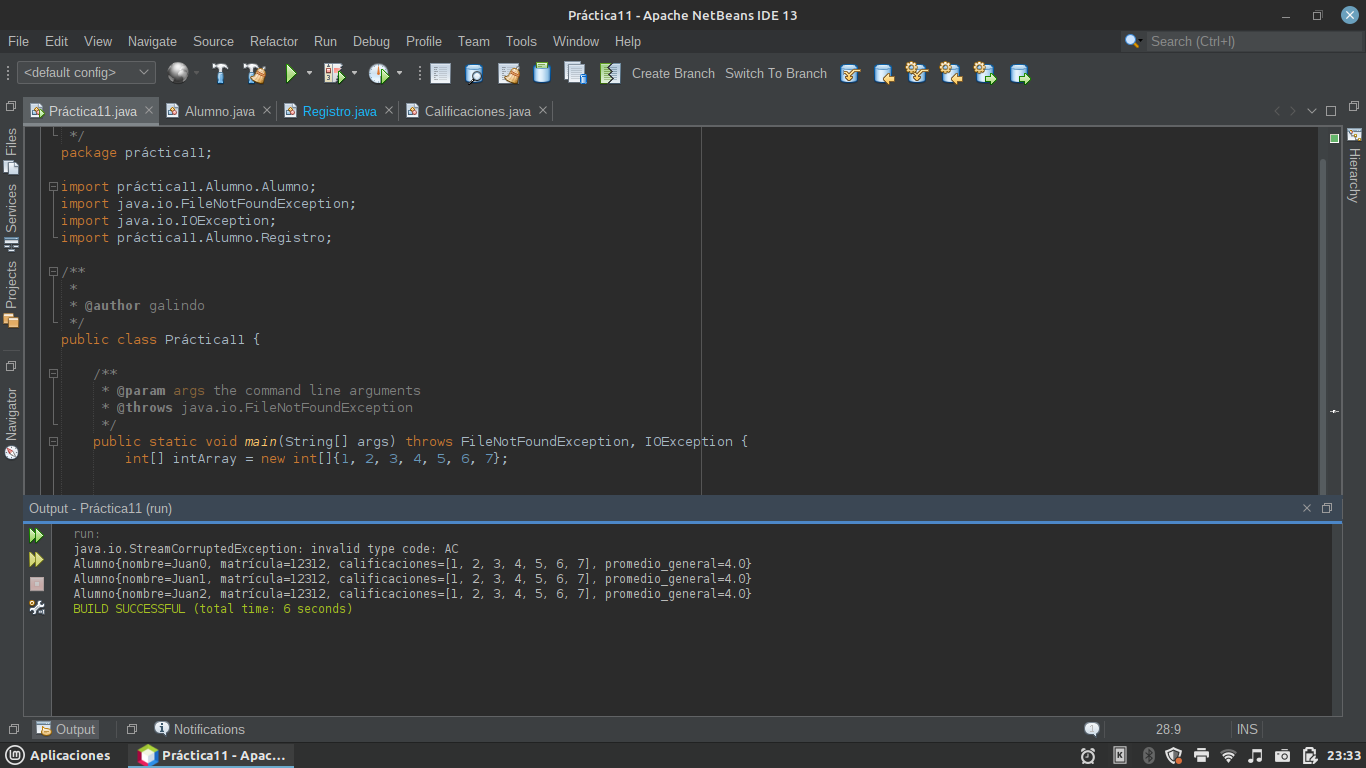 Práctica11 - Apache NetBeans IDE 13
File Edit View Navigate Source Refactor Run Debug Profile Team Tools Window Help
Search (Ctrl+I)
<default config>
Create Branch Switch To Branch
Práctica11.java Alumno.java Registro.java Calificaciones.java
Files
Services
Projects
Navigator
Hierarchy
*/
package práctica11;
import práctica11.Alumno.Alumno;
import java.io.FileNotFoundException;
import java.io.IOException;
import práctica11.Alumno.Registro;
/**
*
* @author galindo
*/
public class Práctica11 {
/**
* @param args the command line arguments
* @throws java.io.FileNotFoundException
*/
public static void main(String[] args) throws FileNotFoundException, IOException {
int[] intArray = new int[]{1, 2, 3, 4, 5, 6, 7};
Output - Práctica11 (run)
run:
java.io.StreamCorruptedException: invalid type code: AC
Alumno{nombre=Juan0, matrícula=12312, calificaciones=[1, 2, 3, 4, 5, 6, 7], promedio_general=4.0}
Alumno{nombre=Juan1, matrícula=12312, calificaciones=[1, 2, 3, 4, 5, 6, 7], promedio_general=4.0}
Alumno{nombre=Juan2, matrícula=12312, calificaciones=[1, 2, 3, 4, 5, 6, 7], promedio_general=4.0}
BUILD SUCCESSFUL (total time: 6 seconds)
Output
Notifications
28:9
INS
Aplicaciones
Práctica11 - Apac...
23:33